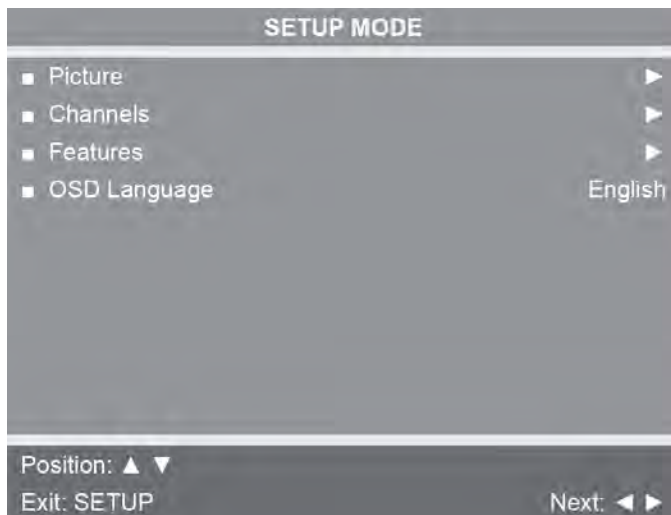 SETUP MODE
■ Picture ►
■ Channels ►
■ Features ►
■ OSD Language English
Position: ▲ ▼
Exit: SETUP Next: ◄ ►